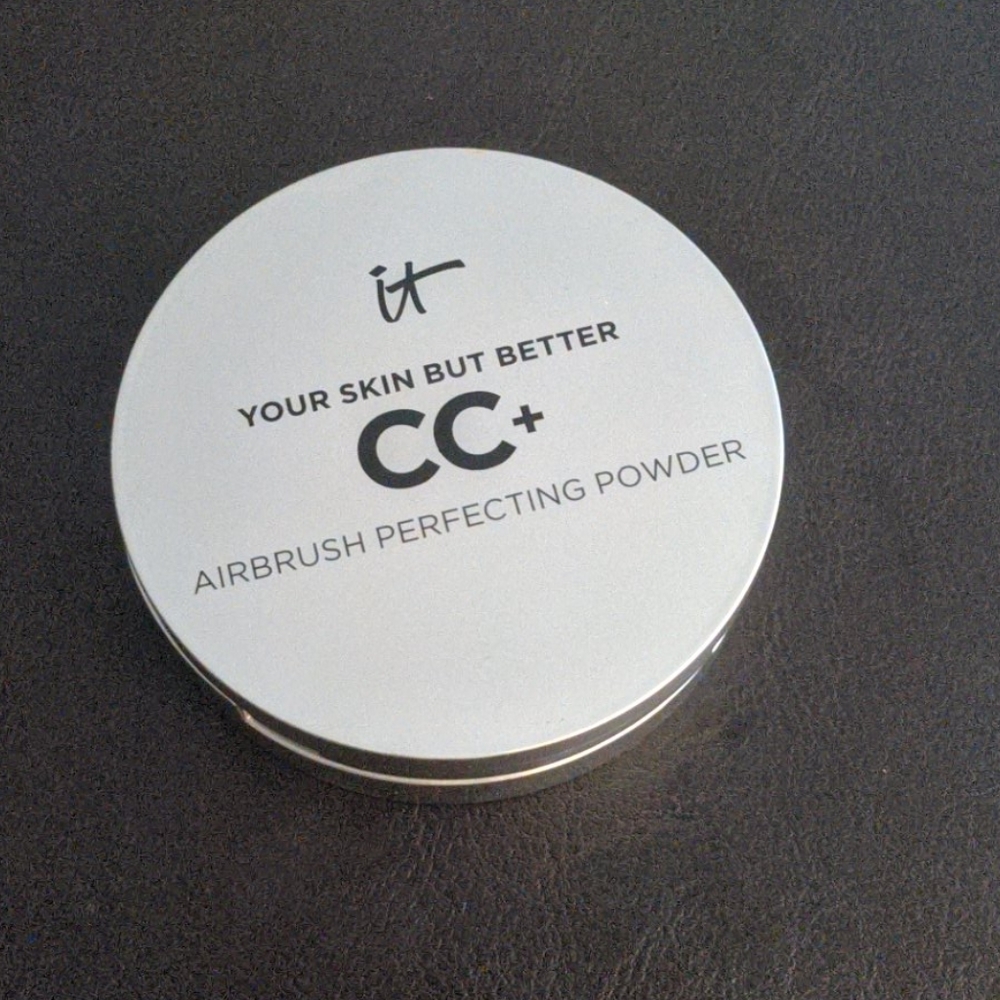 it
YOUR SKIN BUT BETTER
CC+
AIRBRUSH PERFECTING POWDER